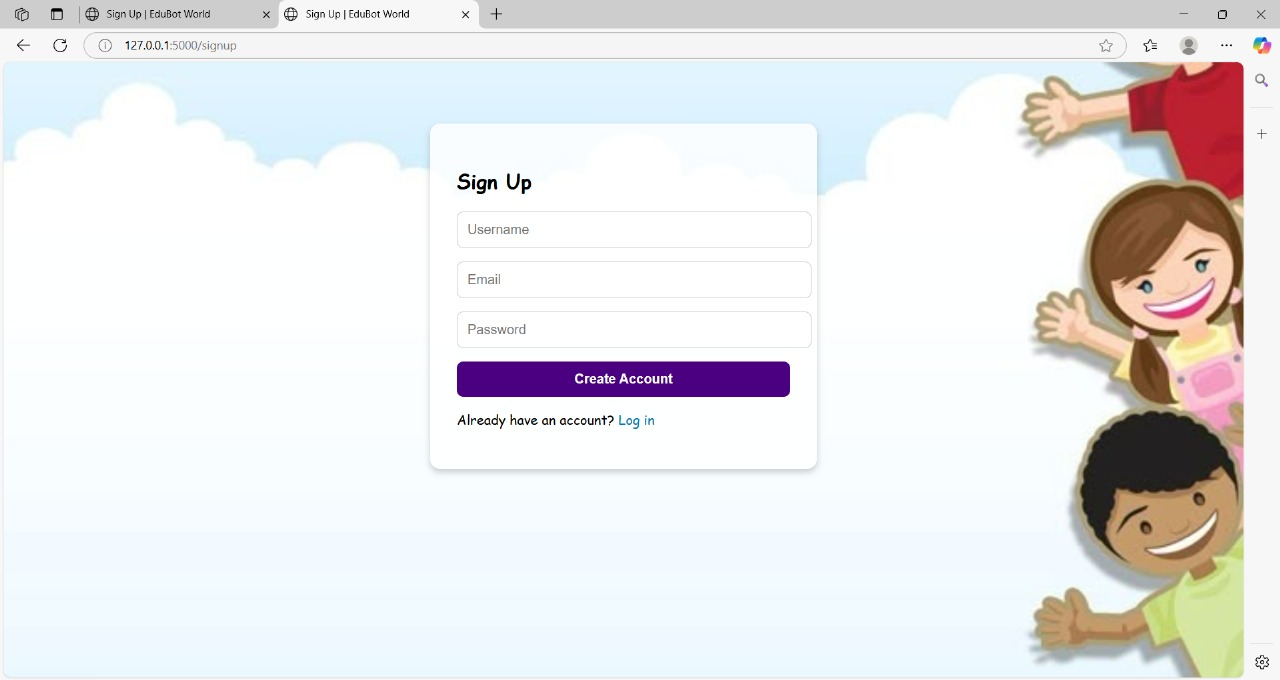 Sign Up | EduBot World
Sign Up | EduBot World
127.0.0.1:5000/signup
Sign Up
Username
Email
Password
Create Account
Already have an account? Log in